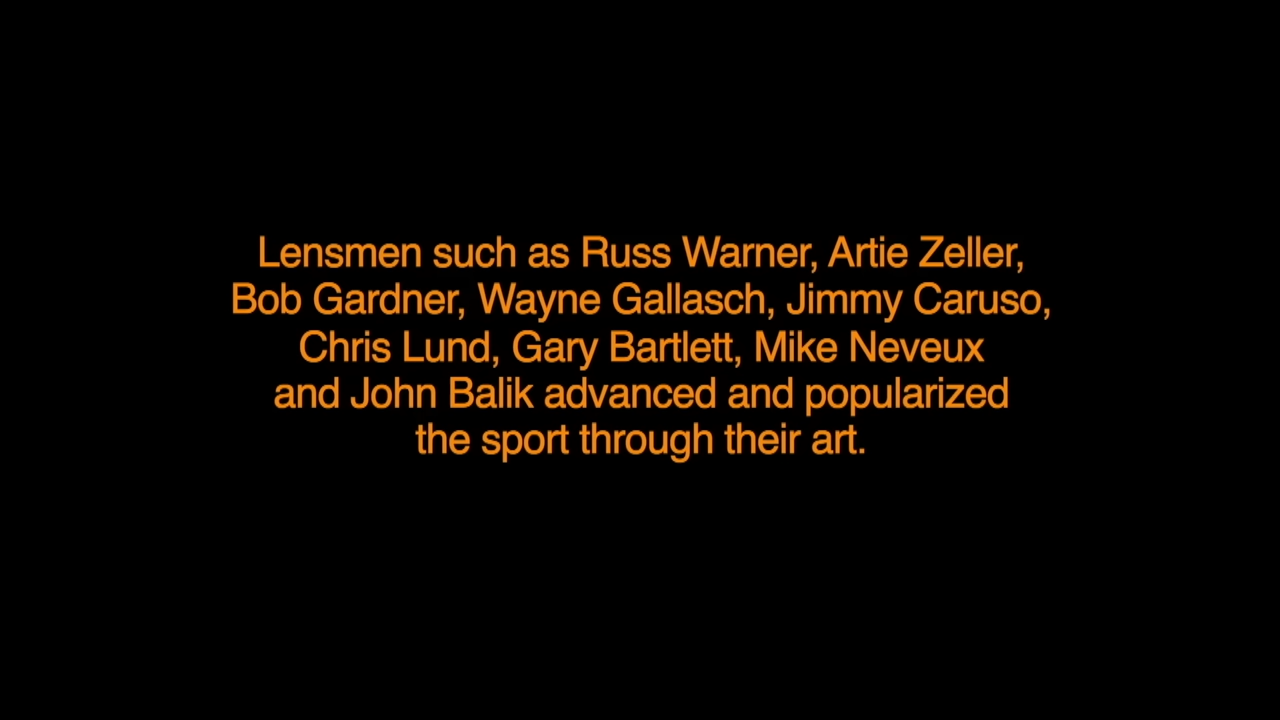 Lensmen such as Russ Warner, Artie Zeller,
Bob Gardner, Wayne Gallasch, Jimmy Caruso,
Chris Lund, Gary Bartlett, Mike Neveux
and John Balik advanced and popularized
the sport through their art.